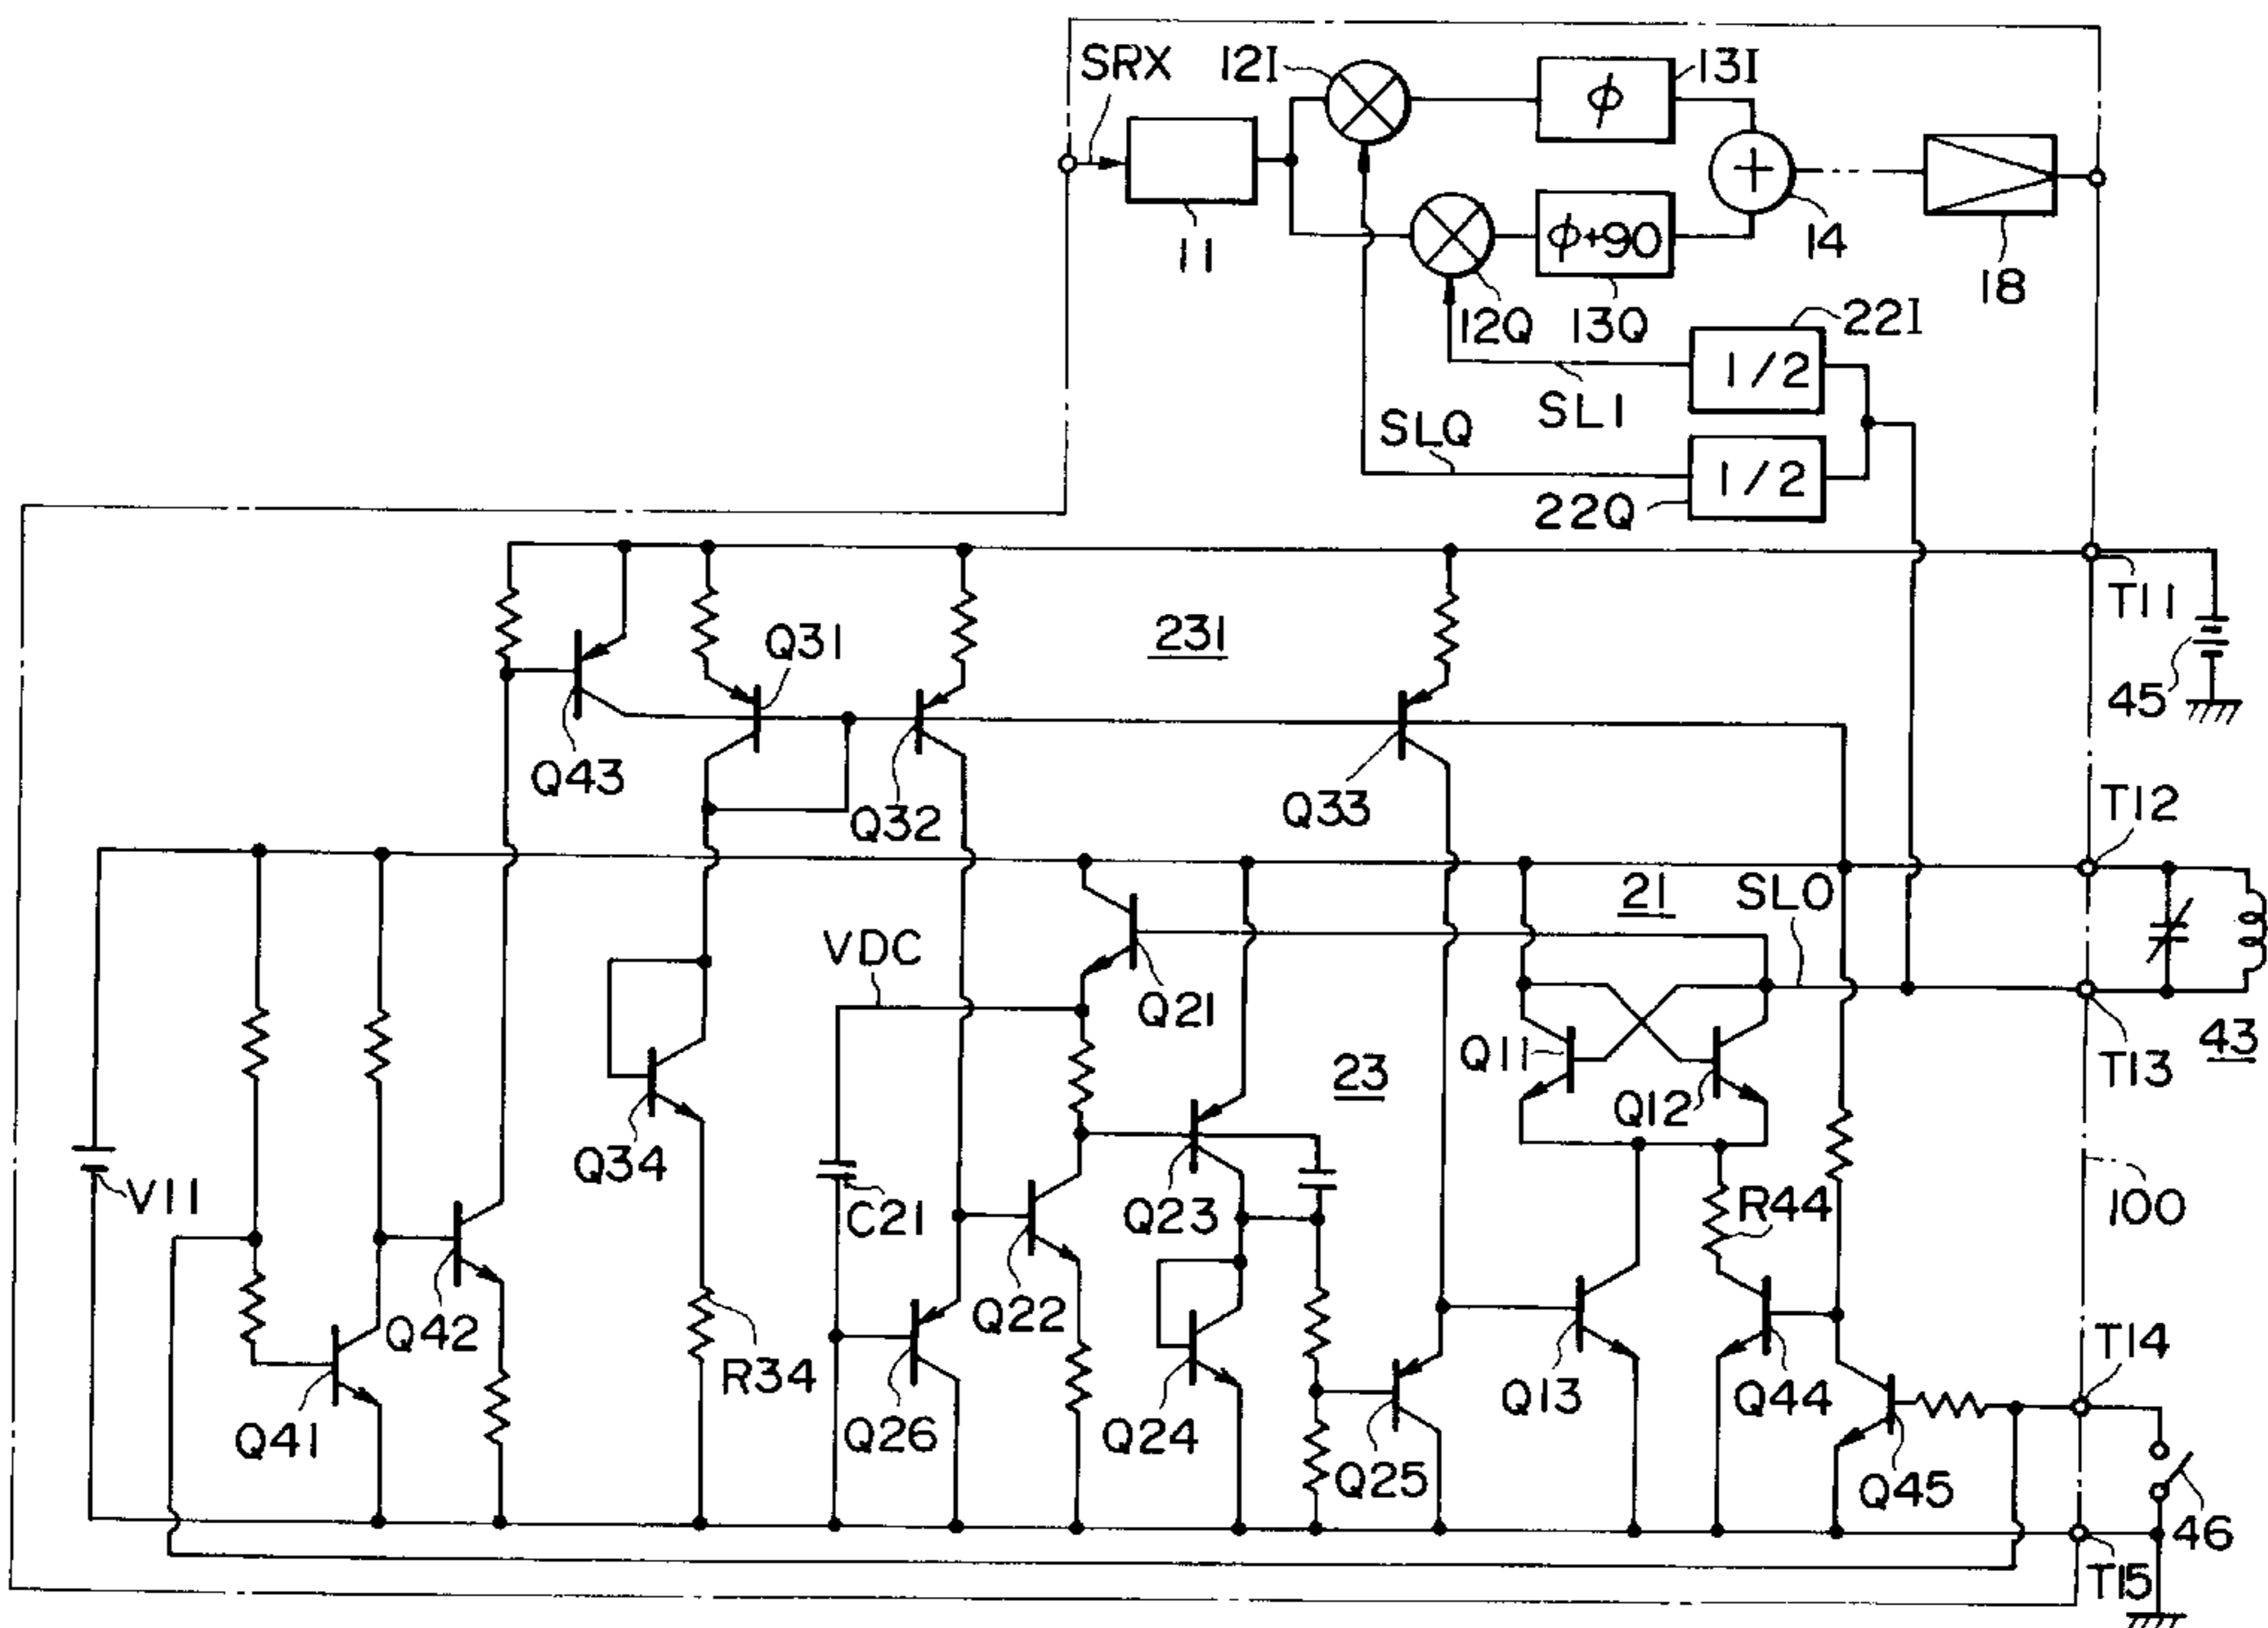 SRX
12I
ϕ
13I
+
11
ϕ+90
14
18
12Q
13Q
22I
1/2
SLI
SLQ
1/2
22Q
T11
231
Q31
45
Q43
Q32
Q33
T12
21
SLO
VDC
Q21
Q11
43
T13
23
Q12
Q34
V11
C21
Q23
R44
100
Q22
Q42
T14
R34
Q13
Q44
Q41
Q26
Q24
Q25
Q45
46
T15